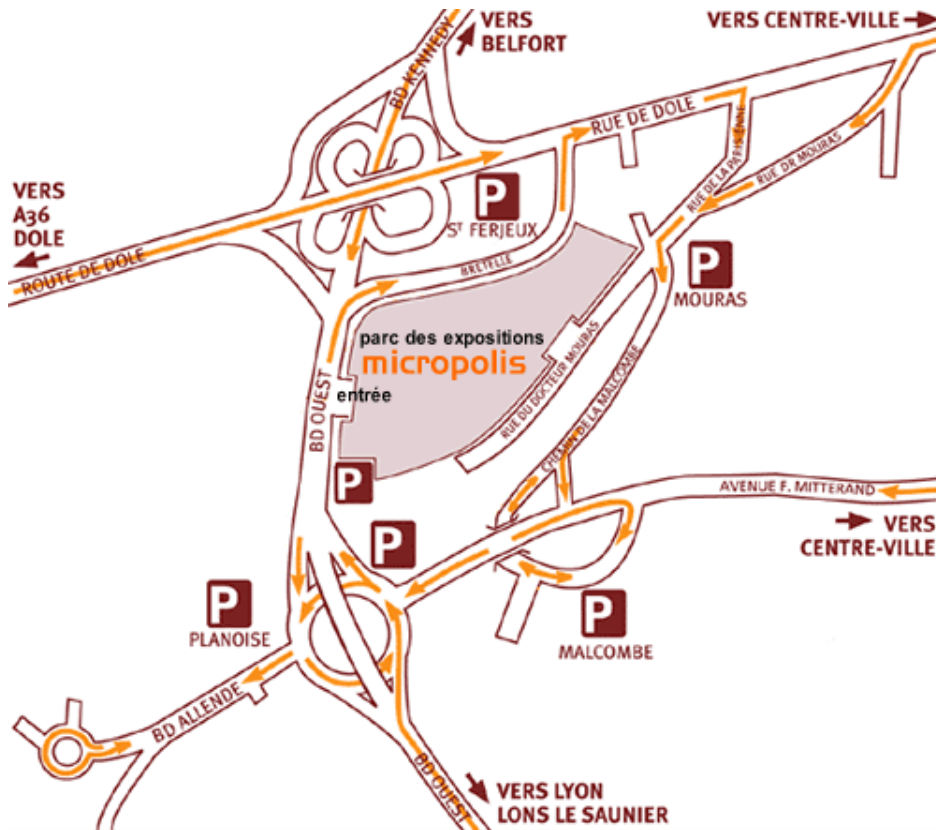 VERS
BELFORT
VERS CENTRE-VILLE
BD KENNEDY
RUE DE DOLE
RUE DE LA PERSIENNE
RUE DR MOURAS
VERS
A36
DOLE
ROUTE DE DOLE
P
ST FERJEUX
BRETELLE
P
MOURAS
parc des expositions
micropolis
entrée
BD OUEST
RUE DU DOCTEUR MOURAS
CHEMIN DE LA MALCOMBE
P
AVENUE F. MITTERAND
VERS
CENTRE-VILLE
P
P
PLANOISE
P
MALCOMBE
BD ALLENDE
BD OUEST
VERS LYON
LONS LE SAUNIER